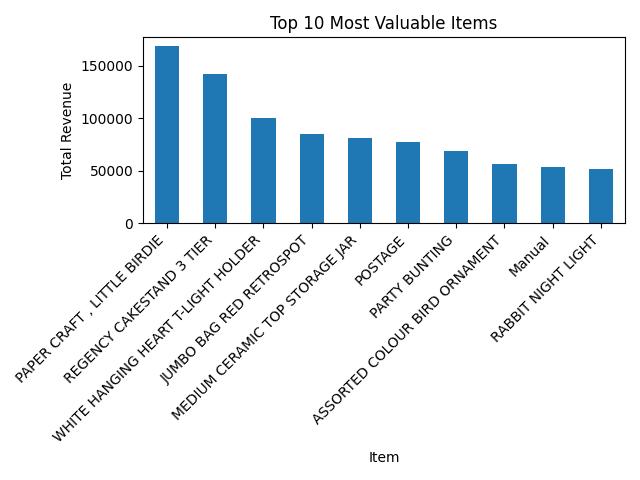 Top 10 Most Valuable Items
Total Revenue
150000
100000
50000
0
PAPER CRAFT , LITTLE BIRDIE
REGENCY CAKESTAND 3 TIER
WHITE HANGING HEART T-LIGHT HOLDER
JUMBO BAG RED RETROSPOT
MEDIUM CERAMIC TOP STORAGE JAR
POSTAGE
PARTY BUNTING
ASSORTED COLOUR BIRD ORNAMENT
Manual
RABBIT NIGHT LIGHT
Item